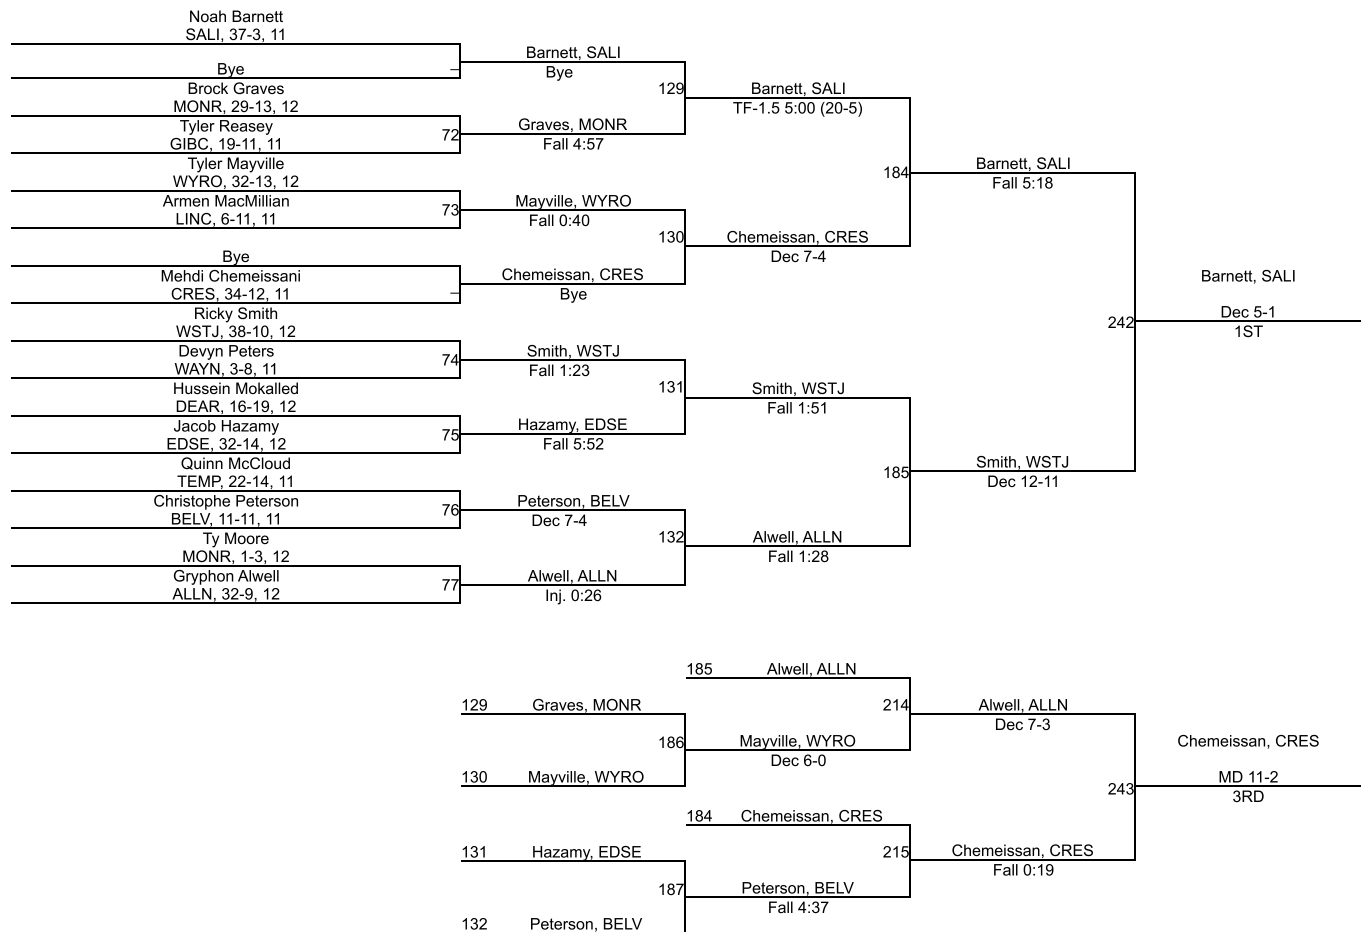 Noah Barnett
SALI, 37-3, 11
Bye
–
Brock Graves
MONR, 29-13, 12
Tyler Reasey
GIBC, 19-11, 11
72
Tyler Mayville
WYRO, 32-13, 12
Armen MacMillian
LINC, 6-11, 11
73
Bye
Mehdi Chemeissani
CRES, 34-12, 11
–
Ricky Smith
WSTJ, 38-10, 12
Devyn Peters
WAYN, 3-8, 11
74
Hussein Mokalled
DEAR, 16-19, 12
Jacob Hazamy
EDSE, 32-14, 12
75
Quinn McCloud
TEMP, 22-14, 11
Christophe Peterson
BELV, 11-11, 11
76
Ty Moore
MONR, 1-3, 12
Gryphon Alwell
ALLN, 32-9, 12
77
Barnett, SALI
Bye
129
Graves, MONR
Fall 4:57
Mayville, WYRO
Fall 0:40
130
Chemeissan, CRES
Bye
Smith, WSTJ
Fall 1:23
131
Hazamy, EDSE
Fall 5:52
Peterson, BELV
Dec 7-4
132
Alwell, ALLN
Inj. 0:26
Barnett, SALI
TF-1.5 5:00 (20-5)
184
Chemeissan, CRES
Dec 7-4
Smith, WSTJ
Fall 1:51
185
Alwell, ALLN
Fall 1:28
Barnett, SALI
Fall 5:18
242
Smith, WSTJ
Dec 12-11
Barnett, SALI
Dec 5-1
1ST
129
Graves, MONR
186
130
Mayville, WYRO
131
Hazamy, EDSE
187
132
Peterson, BELV
185
Alwell, ALLN
214
Mayville, WYRO
Dec 6-0
184
Chemeissan, CRES
215
Peterson, BELV
Fall 4:37
Alwell, ALLN
Dec 7-3
243
Chemeissan, CRES
Fall 0:19
Chemeissan, CRES
MD 11-2
3RD